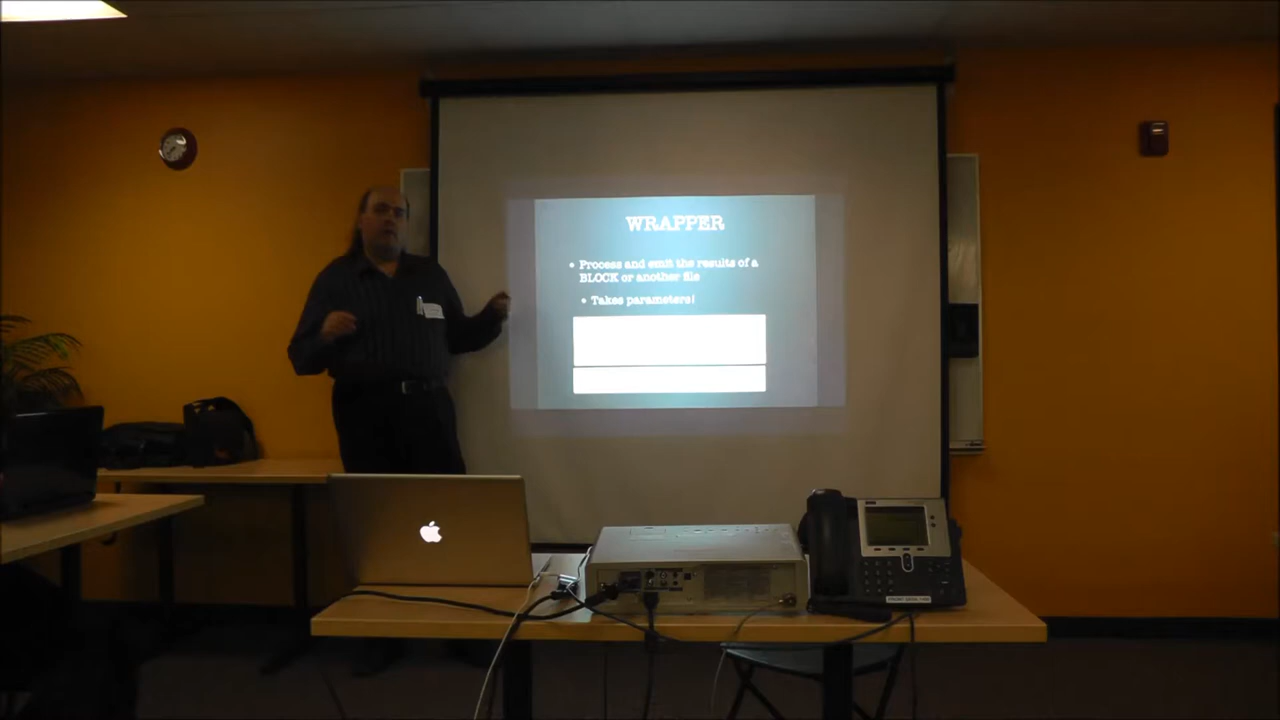 WRAPPER
• Process and emit the results of a
BLOCK or another file
• Takes parameters!